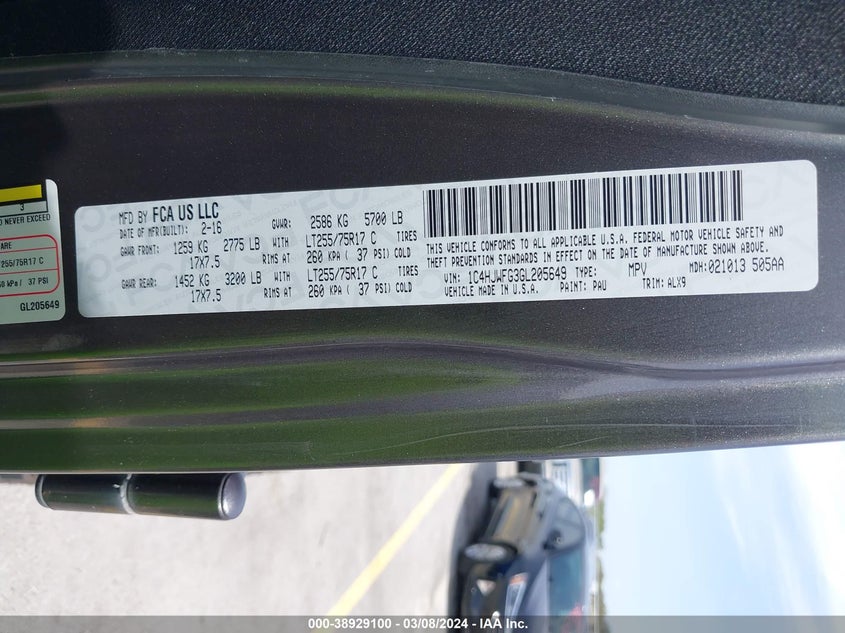 3
D NEVER EXCEED
ARE
255/75R17 C
0 kPa / 37 PSI
GL205649
MFD BY FCA US LLC
DATE OF MFR(BUILT): 2-16 GVWR: 2586 KG 5700 LB
GAWR FRONT: 1259 KG 2775 LB WITH LT255/75R17 C TIRES
17X7.5 RIMS AT 260 KPA ( 37 PSI) COLD
GAWR REAR: 1452 KG 3200 LB WITH LT255/75R17 C TIRES
17X7.5 RIMS AT 260 KPA ( 37 PSI) COLD
THIS VEHICLE CONFORMS TO ALL APPLICABLE U.S.A. FEDERAL MOTOR VEHICLE SAFETY AND
THEFT PREVENTION STANDARDS IN EFFECT ON THE DATE OF MANUFACTURE SHOWN ABOVE.
VIN: 1C4HJWFG3GL205649 TYPE: MPV MDH: 021013 505AA
VEHICLE MADE IN U.S.A. PAINT: PAU TRIM: ALX9
000-38929100 - 03/08/2024 - IAA Inc.